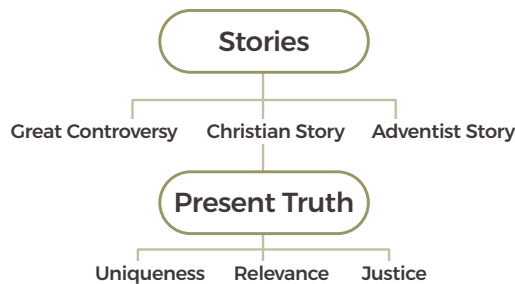 Stories
Great Controversy Christian Story Adventist Story
Present Truth
Uniqueness Relevance Justice